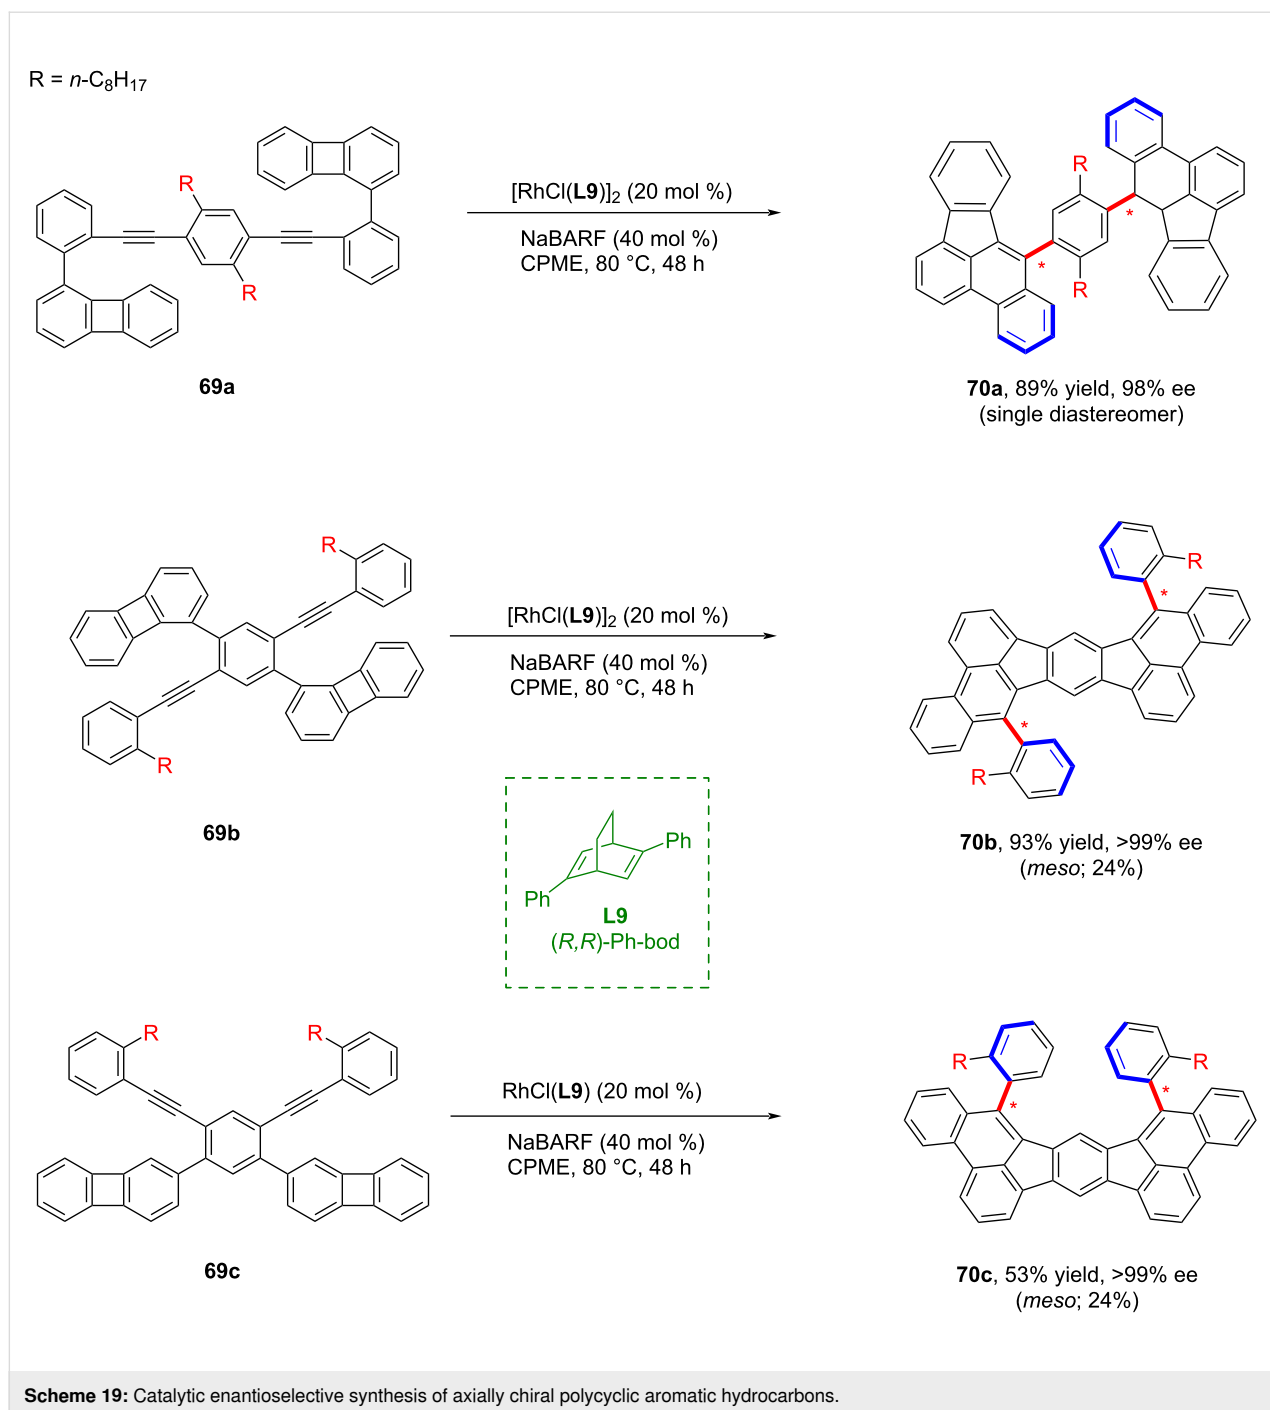 R = n-C8H17
R
R
[RhCl(L9)]2 (20 mol %)
NaBARF (40 mol %)
CPME, 80 °C, 48 h
R
R
*
*
69a
70a, 89% yield, 98% ee
(single diastereomer)
R
R
[RhCl(L9)]2 (20 mol %)
NaBARF (40 mol %)
CPME, 80 °C, 48 h
R
*
*
R
69b
70b, 93% yield, >99% ee
(meso; 24%)
Ph
Ph
L9
(R,R)-Ph-bod
R
R
RhCl(L9) (20 mol %)
NaBARF (40 mol %)
CPME, 80 °C, 48 h
R
R
*
*
69c
70c, 53% yield, >99% ee
(meso; 24%)
Scheme 19: Catalytic enantioselective synthesis of axially chiral polycyclic aromatic hydrocarbons.